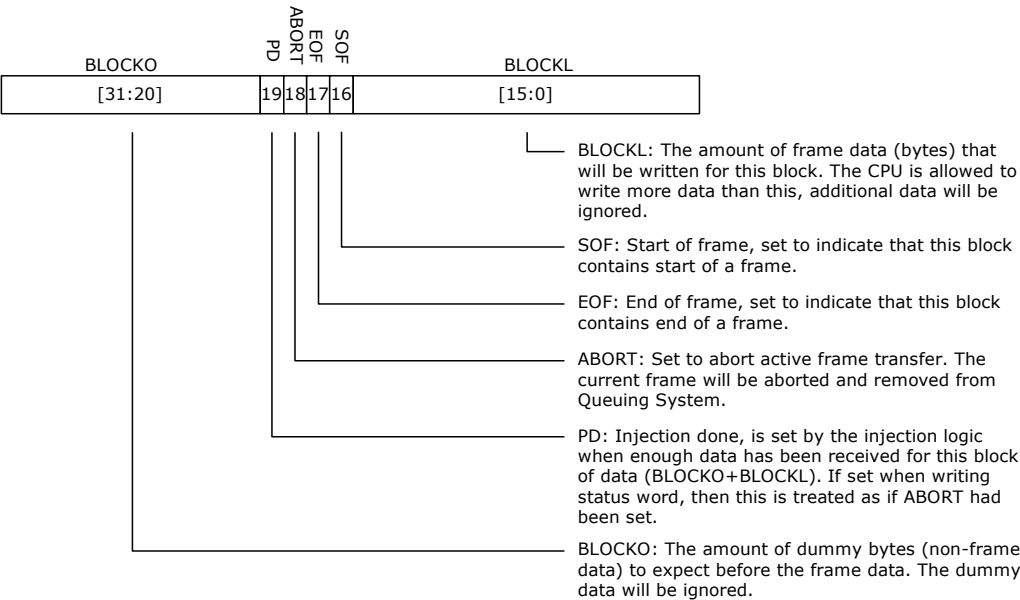 PD
ABORT
EOF
SOF
BLOCKO
BLOCKL
[31:20]
19
18
17
16
[15:0]
BLOCKL: The amount of frame data (bytes) that
will be written for this block. The CPU is allowed to
write more data than this, additional data will be
ignored.
SOF: Start of frame, set to indicate that this block
contains start of a frame.
EOF: End of frame, set to indicate that this block
contains end of a frame.
ABORT: Set to abort active frame transfer. The
current frame will be aborted and removed from
Queuing System.
PD: Injection done, is set by the injection logic
when enough data has been received for this block
of data (BLOCKO+BLOCKL). If set when writing
status word, then this is treated as if ABORT had
been set.
BLOCKO: The amount of dummy bytes (non-frame
data) to expect before the frame data. The dummy
data will be ignored.